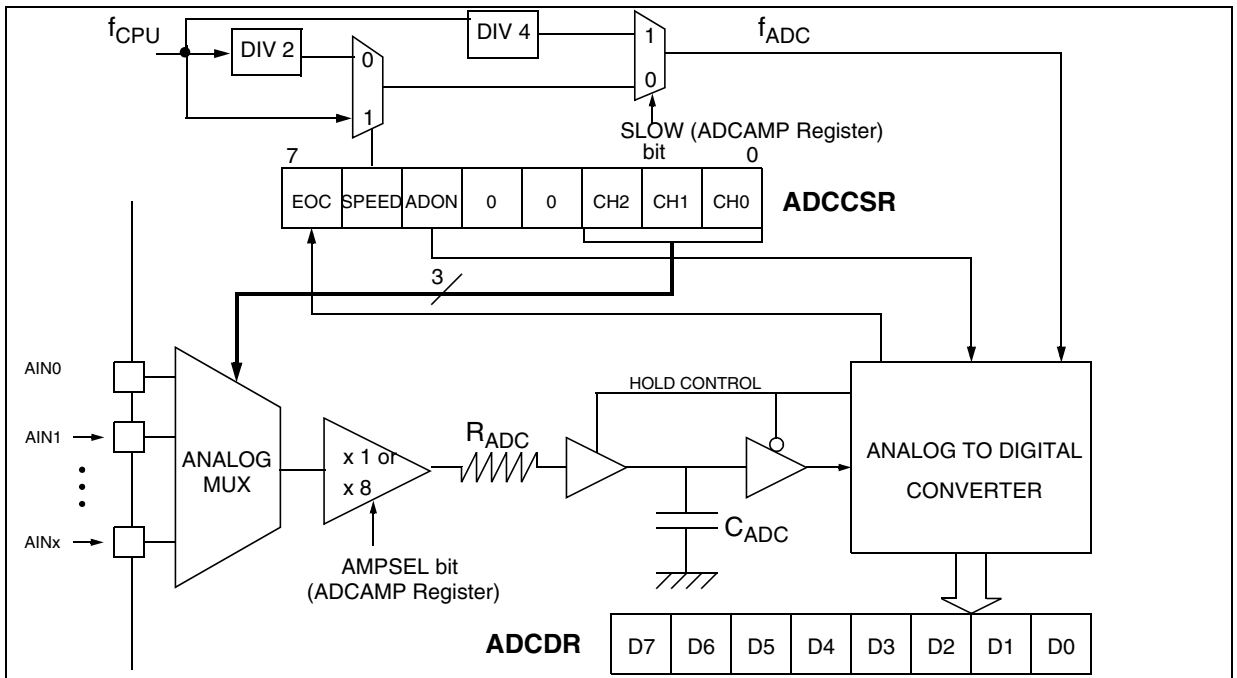 fCPU
DIV 2
0
1
DIV 4
1
0
fADC
SLOW (ADCAMP Register)
bit
7
0
EOC SPEED ADON 0 0 CH2 CH1 CH0
ADCCSR
3
AIN0
AIN1
AINx
ANALOG
MUX
x 1 or
x 8
AMPSEL bit
(ADCAMP Register)
RADC
HOLD CONTROL
CADC
ANALOG TO DIGITAL
CONVERTER
ADCDR
D7 D6 D5 D4 D3 D2 D1 D0